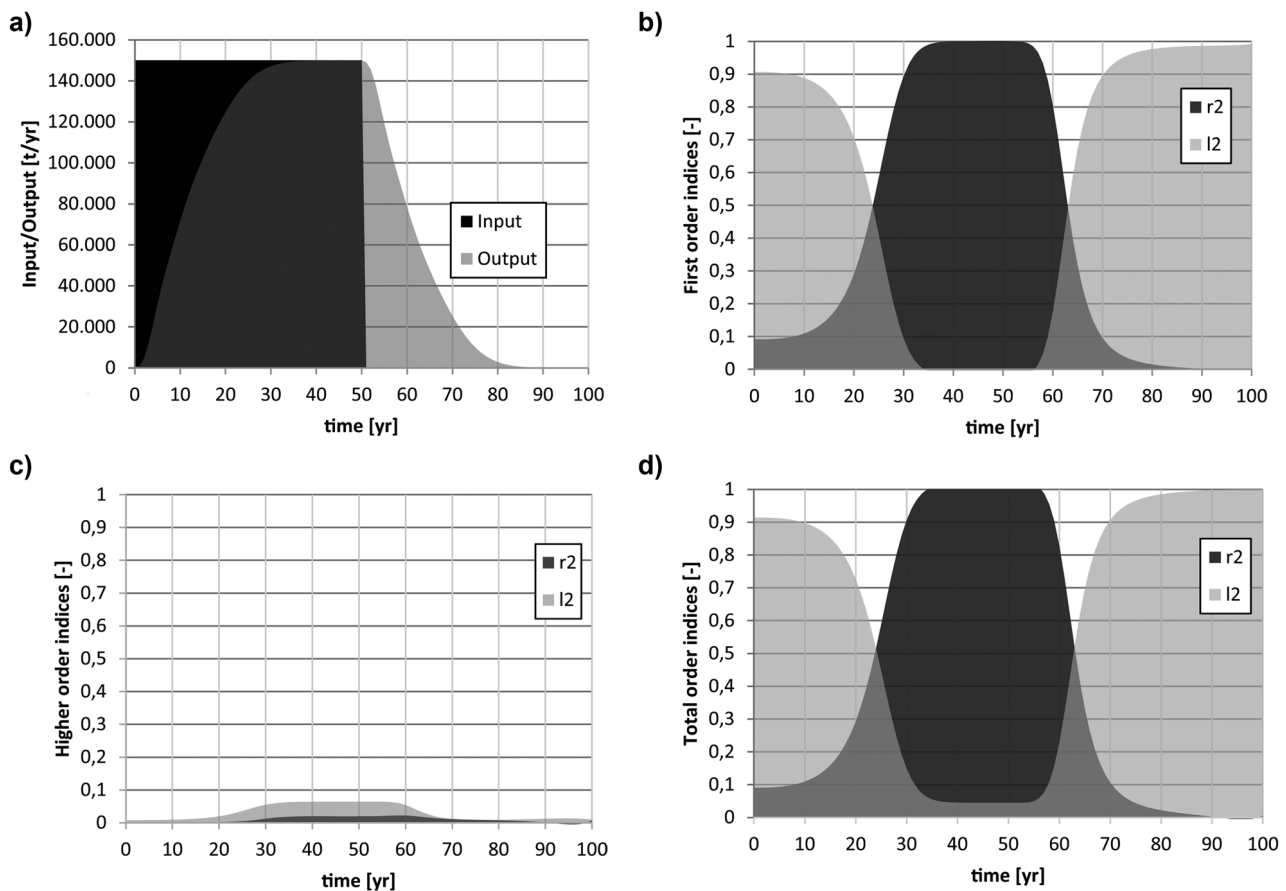 a)
160.000
140.000
120.000
100.000
80.000
60.000
40.000
20.000
0
Input/Output [t/yr]
Input
Output
0 10 20 30 40 50 60 70 80 90 100
time [yr]
b)
1
0,9
0,8
0,7
0,6
0,5
0,4
0,3
0,2
0,1
0
First order indices [-]
r2
l2
0 10 20 30 40 50 60 70 80 90 100
time [yr]
c)
1
0,9
0,8
0,7
0,6
0,5
0,4
0,3
0,2
0,1
0
Higher order indices [-]
r2
l2
0 10 20 30 40 50 60 70 80 90 100
time [yr]
d)
1
0,9
0,8
0,7
0,6
0,5
0,4
0,3
0,2
0,1
0
Total order indices [-]
r2
l2
0 10 20 30 40 50 60 70 80 90 100
time [yr]